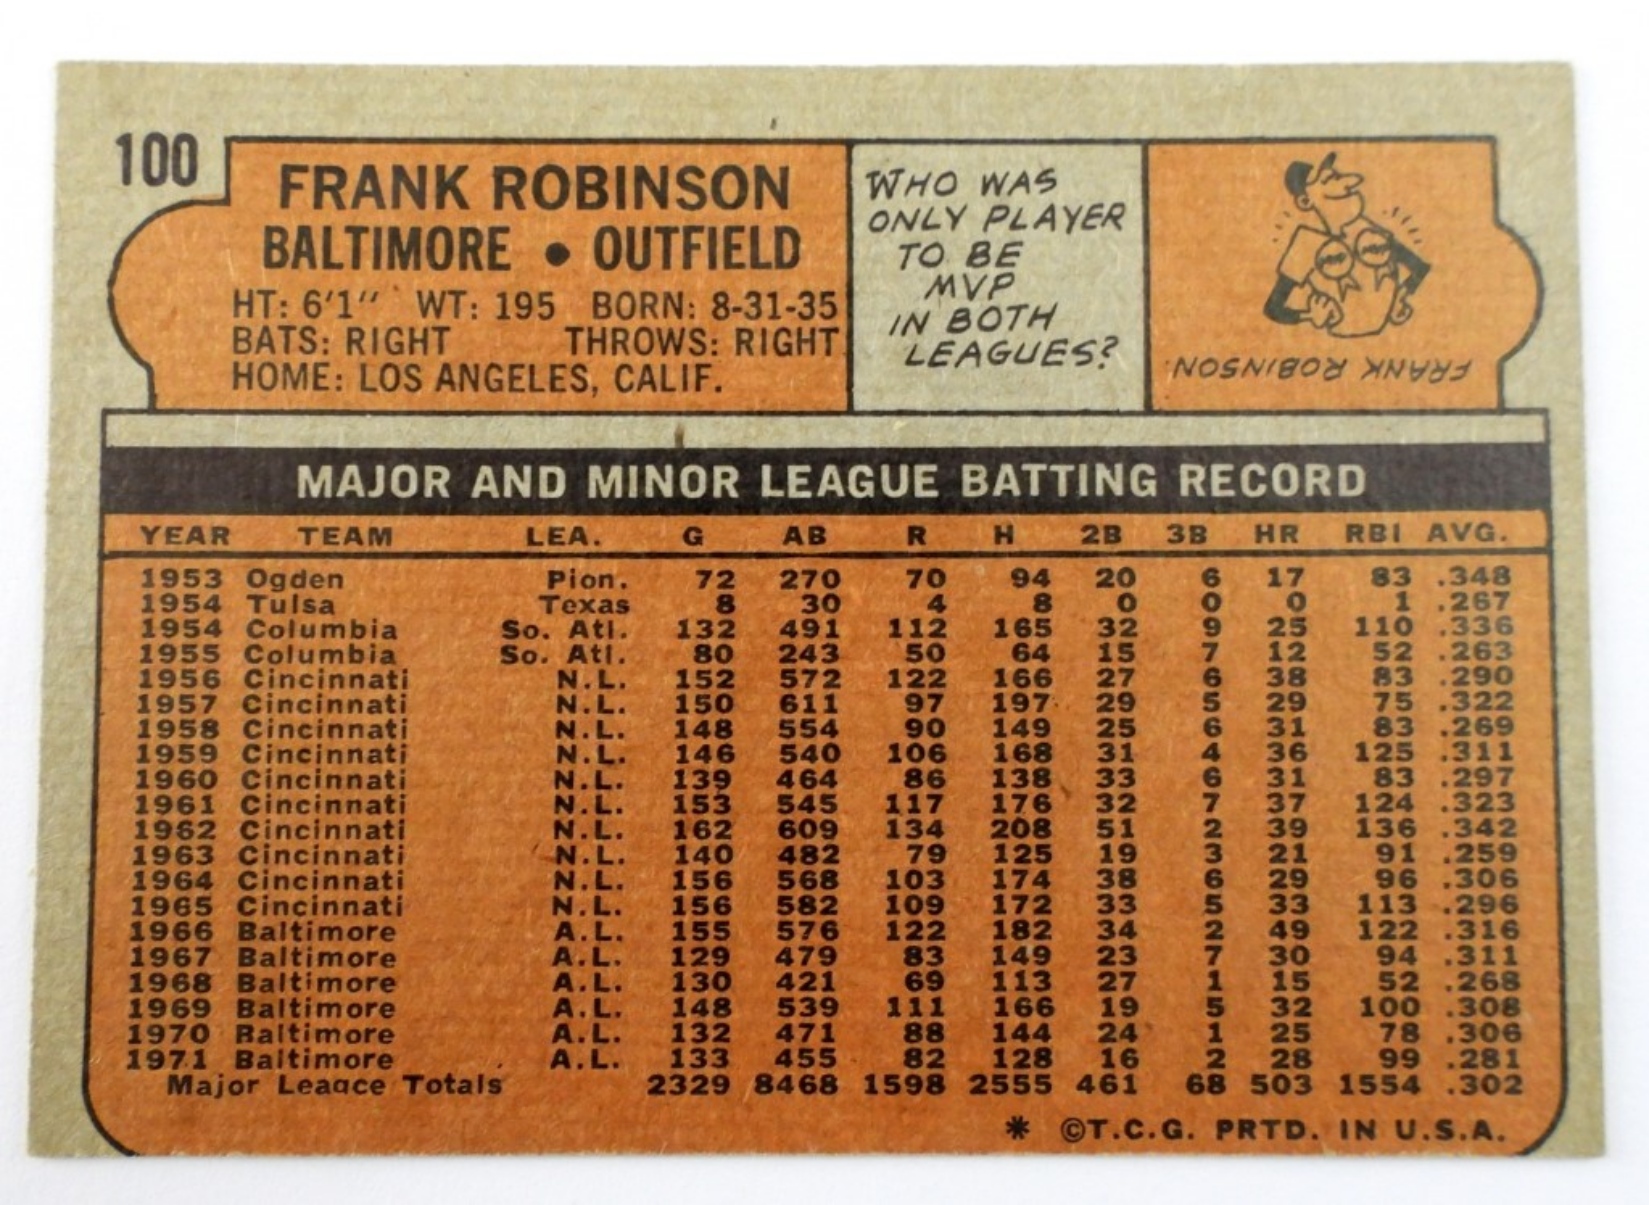 100
FRANK ROBINSON
BALTIMORE • OUTFIELD
HT: 6'1" WT: 195 BORN: 8-31-35
BATS: RIGHT THROWS: RIGHT
HOME: LOS ANGELES, CALIF.
WHO WAS
ONLY PLAYER
TO BE
MVP
IN BOTH
LEAGUES?
FRANK ROBINSON.
MAJOR AND MINOR LEAGUE BATTING RECORD
YEAR TEAM LEA. G AB R H 2B 3B HR RBI AVG.
1953 Ogden Pion. 72 270 70 94 20 6 17 83 .348
1954 Tulsa Texas 8 30 4 8 0 0 0 1 .267
1954 Columbia So. Atl. 132 491 112 165 32 9 25 110 .336
1955 Columbia So. Atl. 80 243 50 64 15 7 12 52 .263
1956 Cincinnati N.L. 152 572 122 166 27 6 38 83 .290
1957 Cincinnati N.L. 150 611 97 197 29 5 29 75 .322
1958 Cincinnati N.L. 148 554 90 149 25 6 31 83 .269
1959 Cincinnati N.L. 146 540 106 168 31 4 36 125 .311
1960 Cincinnati N.L. 139 464 86 138 33 6 31 83 .297
1961 Cincinnati N.L. 153 545 117 176 32 7 37 124 .323
1962 Cincinnati N.L. 162 609 134 208 51 2 39 136 .342
1963 Cincinnati N.L. 140 482 79 125 19 3 21 91 .259
1964 Cincinnati N.L. 156 568 103 174 38 6 29 96 .306
1965 Cincinnati N.L. 156 582 109 172 33 5 33 113 .296
1966 Baltimore A.L. 155 576 122 182 34 2 49 122 .316
1967 Baltimore A.L. 129 479 83 149 23 7 30 94 .311
1968 Baltimore A.L. 130 421 69 113 27 1 15 52 .268
1969 Baltimore A.L. 148 539 111 166 19 5 32 100 .308
1970 Baltimore A.L. 132 471 88 144 24 1 25 78 .306
1971 Baltimore A.L. 133 455 82 128 16 2 28 99 .281
Major League Totals 2329 8468 1598 2555 461 68 503 1554 .302
* ©T.C.G. PRTD. IN U.S.A.